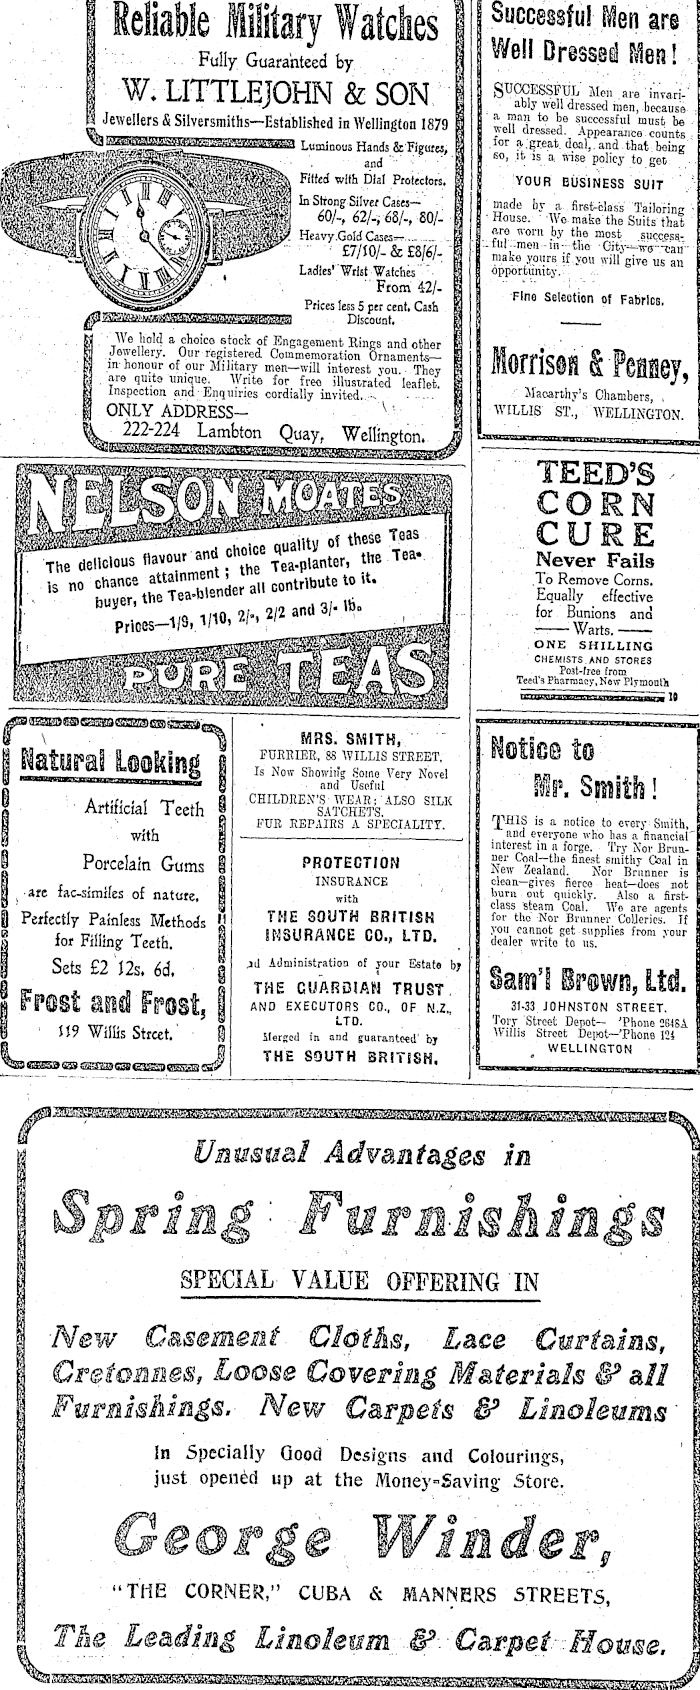 Reliable Military Watches
Fully Guaranteed by
W. LITTLEJOHN & SON
Jewellers & Silversmiths—Established in Wellington 1879
Luminous Hands & Figures,
and
Fitted with Dial Protectors.
In Strong Silver Cases—
60/-, 62/-, 68/-, 80/-
Heavy Gold Cases—
£7/10/- & £8/6/-
Ladies' Wrist Watches
From 42/-
Prices less 5 per cent. Cash
Discount.
We hold a choice stock of Engagement Rings and other
Jewellery. Our registered Commemoration Ornaments—
in honour of our Military men—will interest you. They
are quite unique. Write for free illustrated leaflet.
Inspection and Enquiries cordially invited.
ONLY ADDRESS—
222-224 Lambton Quay, Wellington.
Successful Men are
Well Dressed Men!
SUCCESSFUL Men are invari-
ably well dressed men, because
a man to be successful must be
well dressed. Appearance counts
for a great deal, and that being
so, it is a wise policy to get
YOUR BUSINESS SUIT
made by a first-class Tailoring
House. We make the Suits that
are worn by the most success-
ful men in the City—we can
make yours if you will give us an
opportunity.
Fine Selection of Fabrics.
Morrison & Penney,
Macarthy's Chambers,
WILLIS ST., WELLINGTON.
NELSON MOATES
The delicious flavour and choice quality of these Teas
is no chance attainment; the Tea-planter, the Tea-
buyer, the Tea-blender all contribute to it.
Prices—1/9, 1/10, 2/-, 2/2 and 3/- lb.
PURE TEAS
TEED'S
CORN
CURE
Never Fails
To Remove Corns.
Equally effective
for Bunions and
Warts.
ONE SHILLING
CHEMISTS AND STORES
Post-free from
Teed's Pharmacy, New Plymouth
19
Natural Looking
Artificial Teeth
with
Porcelain Gums
are fac-similes of nature.
Perfectly Painless Methods
for Filling Teeth.
Sets £2 12s. 6d.
Frost and Frost,
119 Willis Street.
MRS. SMITH,
FURRIER, 88 WILLIS STREET,
Is Now Showing Some Very Novel
and Useful
CHILDREN'S WEAR; ALSO SILK
SATCHETS.
FUR REPAIRS A SPECIALITY.
PROTECTION
INSURANCE
with
THE SOUTH BRITISH
INSURANCE CO., LTD.
ad Administration of your Estate by
THE GUARDIAN TRUST
AND EXECUTORS CO., OF N.Z.,
LTD.
Merged in and guaranteed by
THE SOUTH BRITISH.
Notice to
Mr. Smith!
THIS is a notice to every Smith,
and everyone who has a financial
interest in a forge. Try Nor Brun-
ner Coal—the finest smithy Coal in
New Zealand. Nor Brunner is
clean—gives fierce heat—does not
burn out quickly. Also a first-
class steam Coal. We are agents
for the Nor Brunner Colleries. If
you cannot get supplies from your
dealer write to us.
Sam'l Brown, Ltd.
31-33 JOHNSTON STREET.
Tory Street Depot— 'Phone 2648A
Willis Street Depot—'Phone 124
WELLINGTON
Unusual Advantages in
Spring Furnishings
SPECIAL VALUE OFFERING IN
New Casement Cloths, Lace Curtains,
Cretonnes, Loose Covering Materials & all
Furnishings. New Carpets & Linoleums
In Specially Good Designs and Colourings,
just opened up at the Money-Saving Store.
George Winder,
"THE CORNER," CUBA & MANNERS STREETS,
The Leading Linoleum & Carpet House.